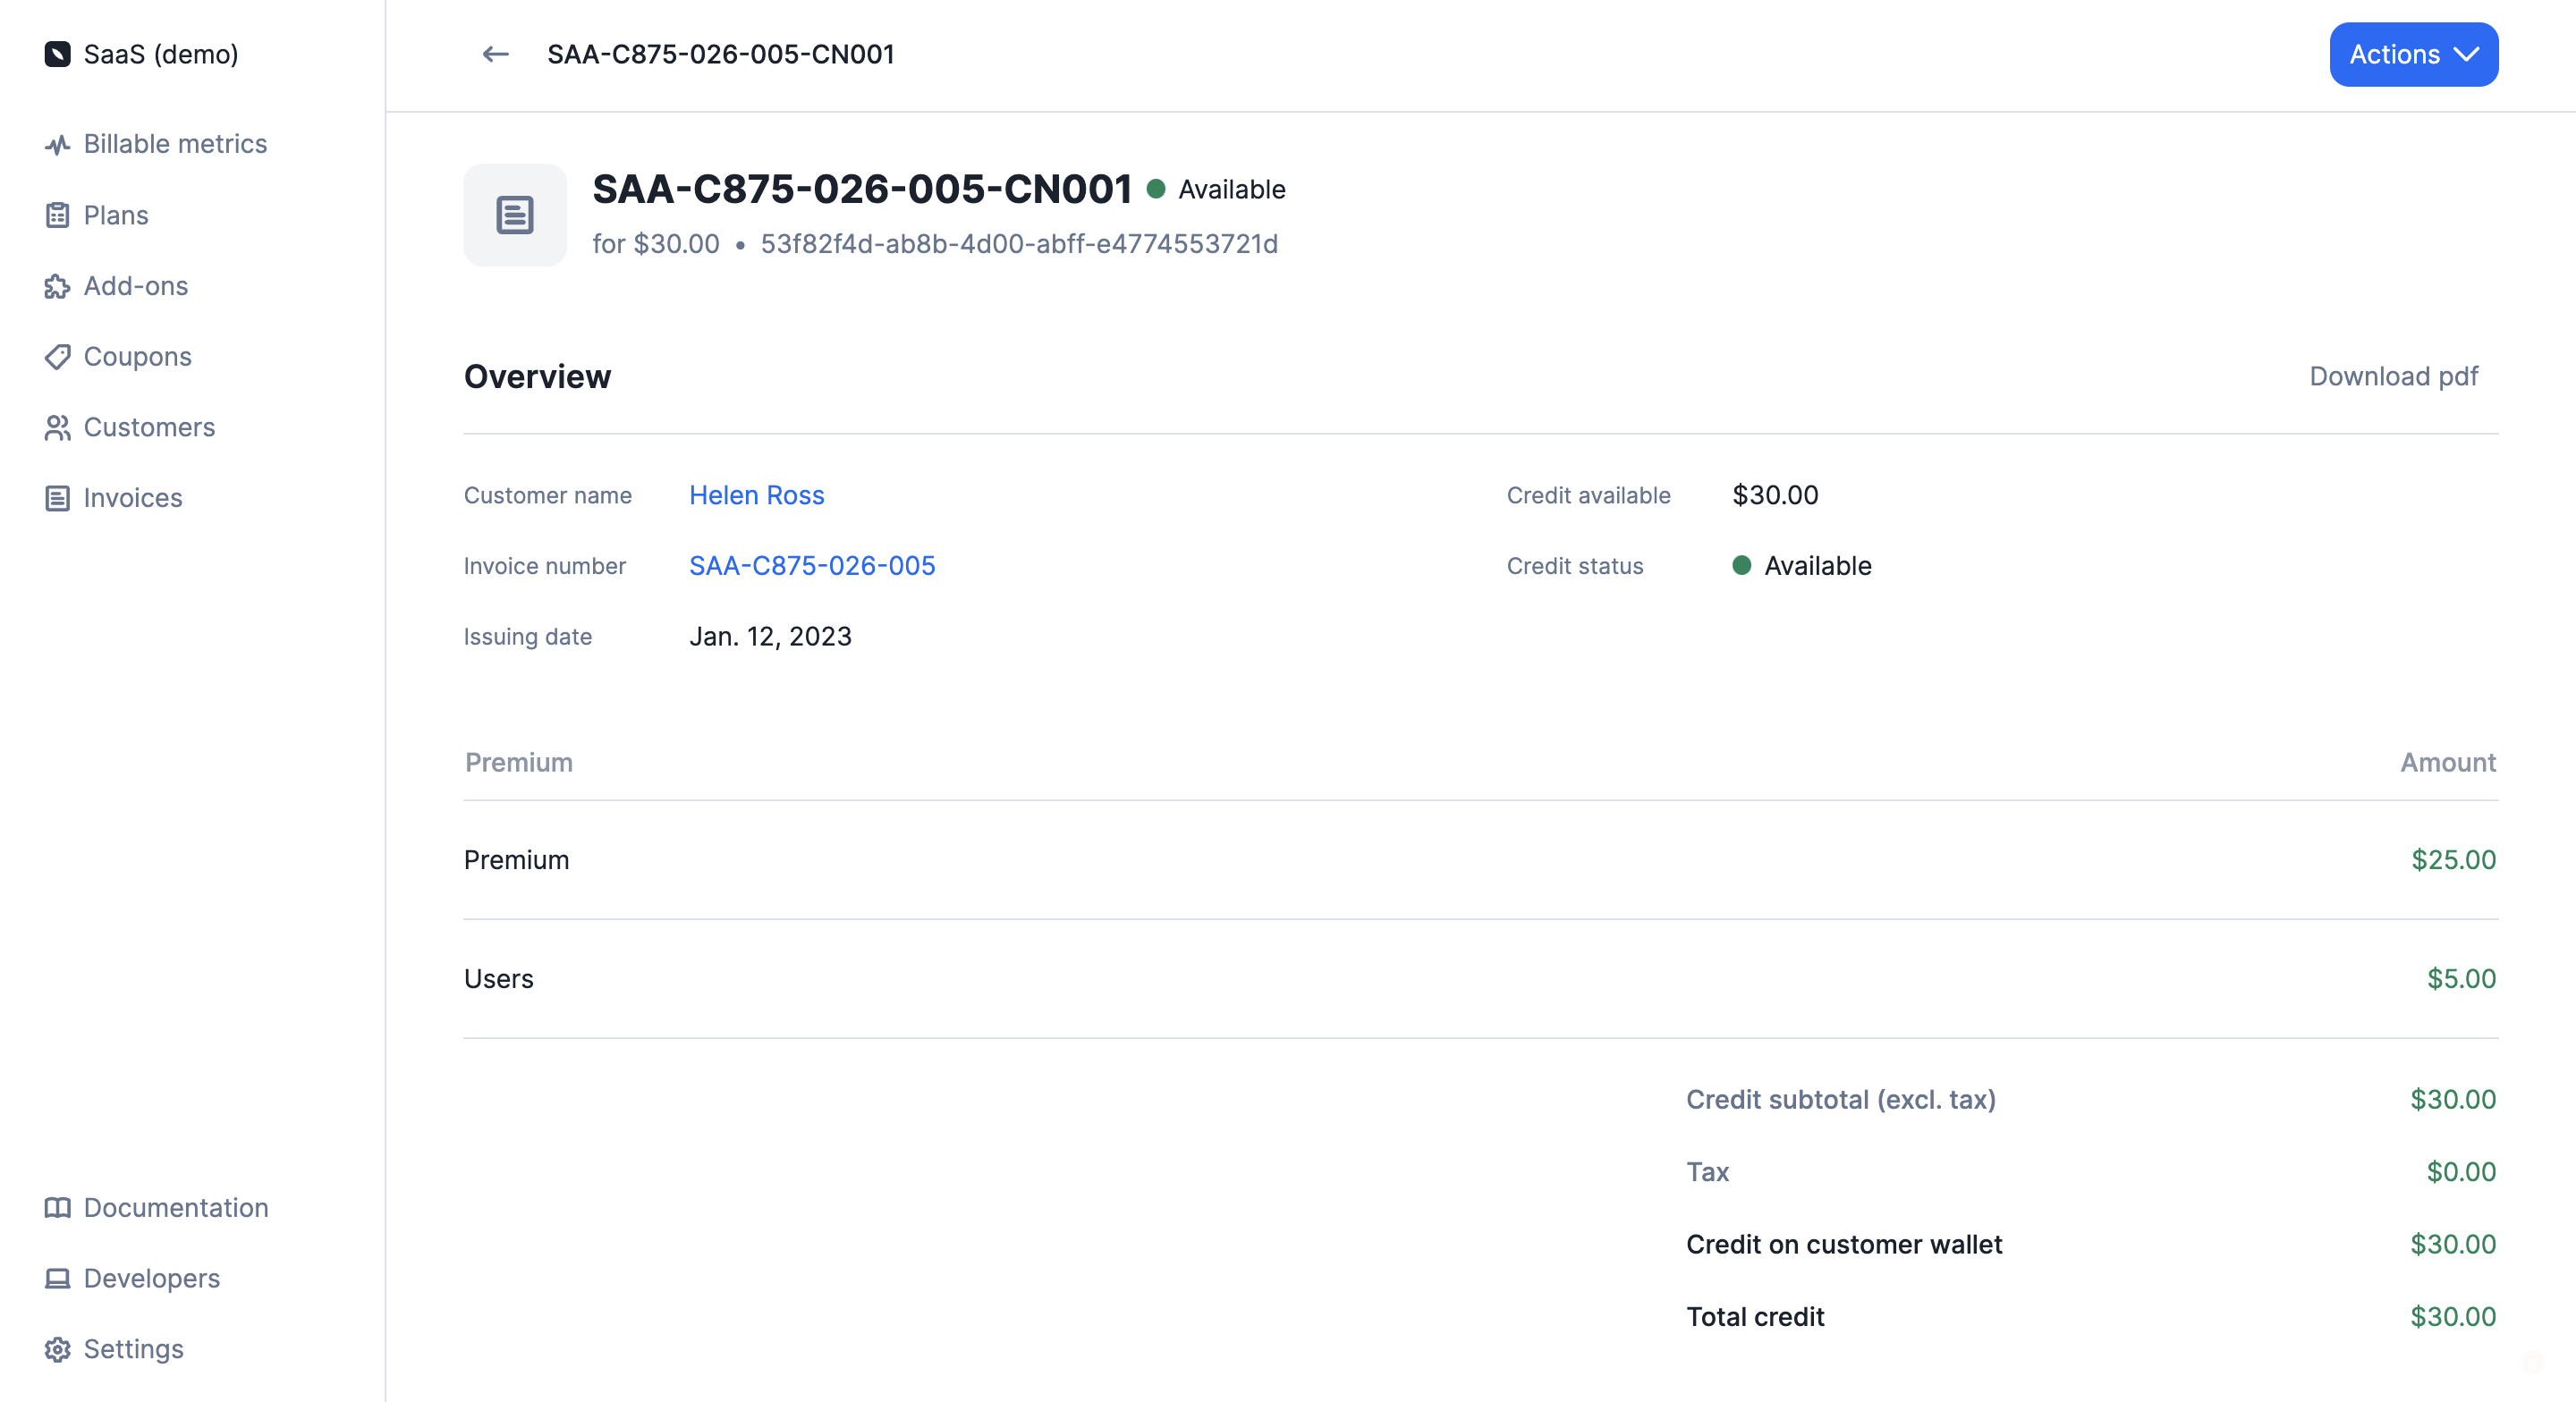 SaaS (demo)
Billable metrics
Plans
Add-ons
Coupons
Customers
Invoices
Documentation
Developers
Settings
SAA-C875-026-005-CN001
Actions
SAA-C875-026-005-CN001 Available
for $30.00 • 53f82f4d-ab8b-4d00-abff-e4774553721d
Overview Download pdf
Customer name Helen Ross Credit available $30.00
Invoice number SAA-C875-026-005 Credit status Available
Issuing date Jan. 12, 2023
Premium Amount
Premium $25.00
Users $5.00
Credit subtotal (excl. tax) $30.00
Tax $0.00
Credit on customer wallet $30.00
Total credit $30.00